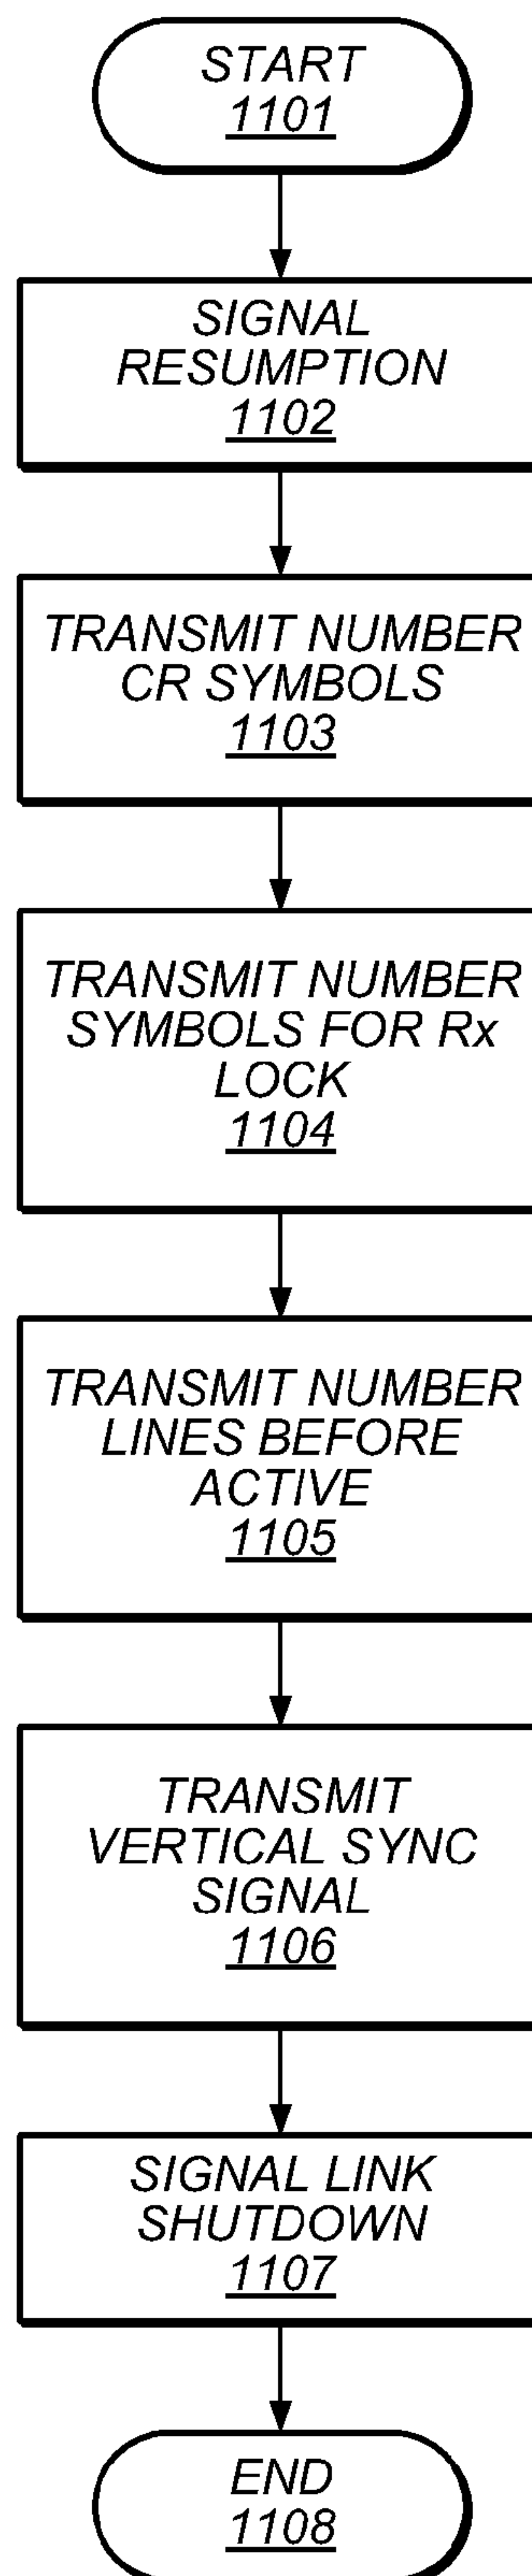 START
1101
SIGNAL
RESUMPTION
1102
TRANSMIT NUMBER
CR SYMBOLS
1103
TRANSMIT NUMBER
SYMBOLS FOR Rx
LOCK
1104
TRANSMIT NUMBER
LINES BEFORE
ACTIVE
1105
TRANSMIT
VERTICAL SYNC
SIGNAL
1106
SIGNAL LINK
SHUTDOWN
1107
END
1108